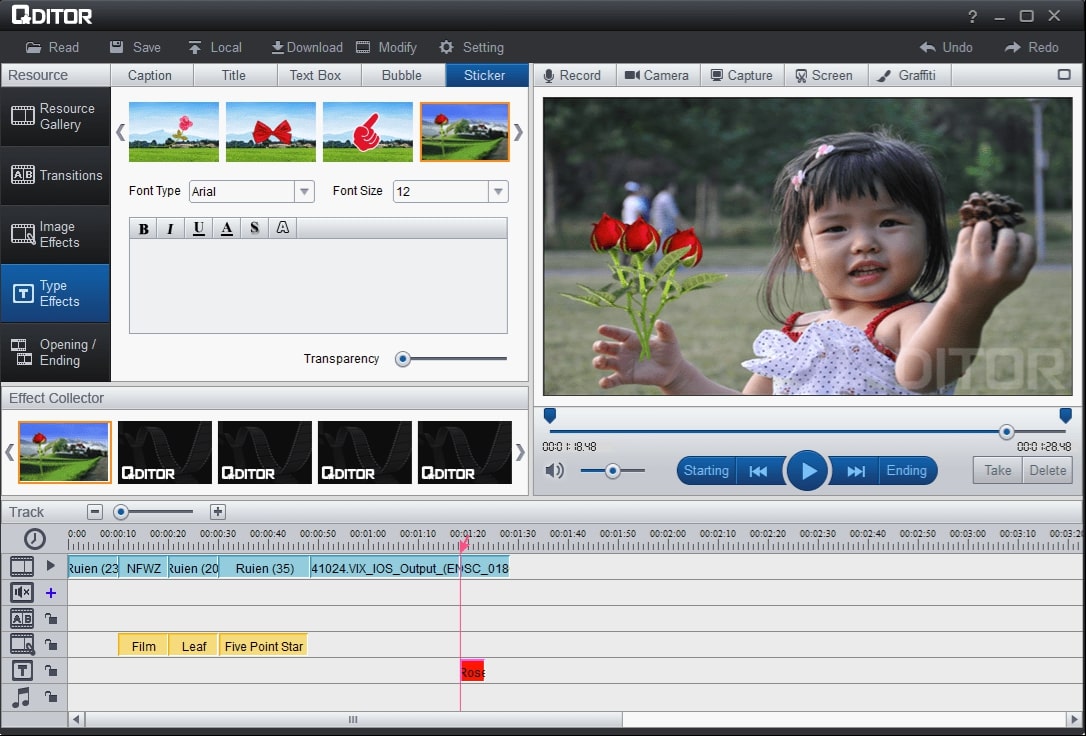 QDITOR
?
Read Save Local Download Modify Setting Undo Redo
Resource Caption Title Text Box Bubble Sticker
Record Camera Capture Screen Graffiti
Resource
Gallery
Transitions
Image
Effects
Type
Effects
Opening /
Ending
Font Type Arial Font Size 12
B I U A S A
Transparency
Effect Collector
QDITOR QDITOR QDITOR QDITOR
DITOR
00:01:18.48 00:01:28.48
Starting Ending Take Delete
Track
0:00 00:00:10 00:00:20 00:00:30 00:00:40 00:00:50 00:01:00 00:01:10 00:01:20 00:01:30 00:01:40 00:01:50 00:02:00 00:02:10 00:02:20 00:02:30 00:02:40 00:02:50 00:03:00 00:03:10 00:03:20
Ruien (23 NFWZ Ruien (20 Ruien (35) 41024.VIX_IOS_Output_(ENSC_018
AB
Film Leaf Five Point Star
T Rose